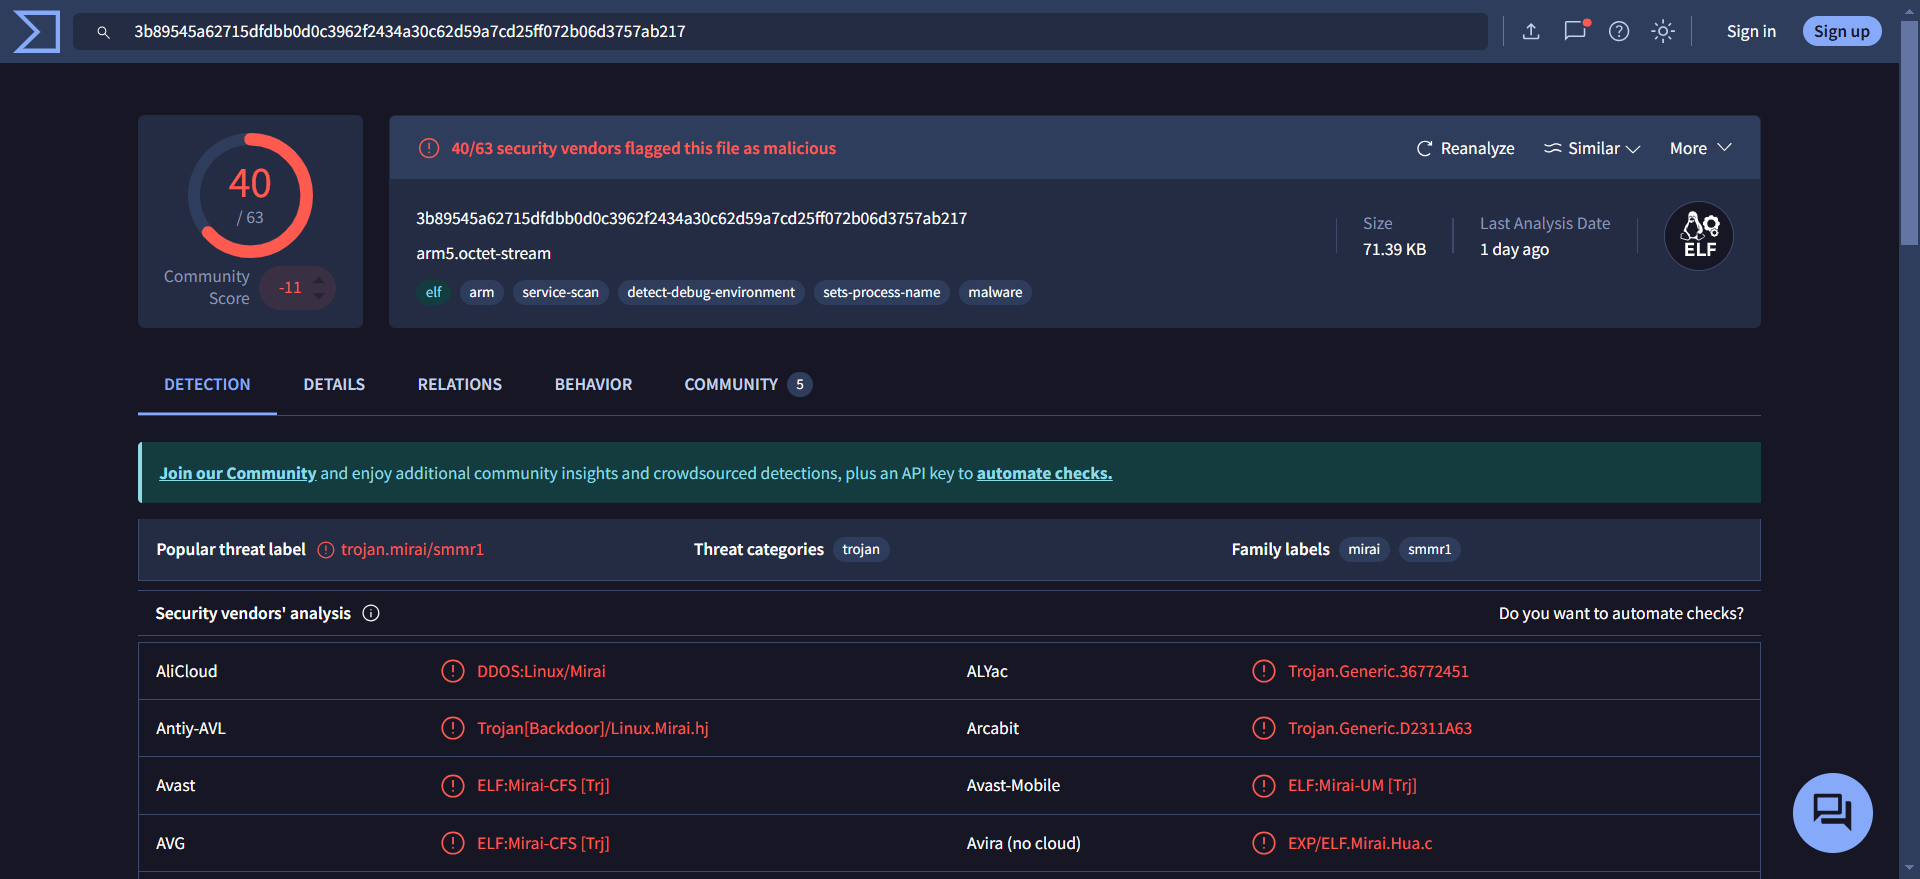 3b89545a62715dfdbb0d0c3962f2434a30c62d59a7cd25ff072b06d3757ab217
Sign in
Sign up
40
/ 63
Community
Score
-11
40/63 security vendors flagged this file as malicious
Reanalyze
Similar
More
3b89545a62715dfdbb0d0c3962f2434a30c62d59a7cd25ff072b06d3757ab217
arm5.octet-stream
elf
arm
service-scan
detect-debug-environment
sets-process-name
malware
Size
71.39 KB
Last Analysis Date
1 day ago
ELF
DETECTION
DETAILS
RELATIONS
BEHAVIOR
COMMUNITY 5
Join our Community and enjoy additional community insights and crowdsourced detections, plus an API key to automate checks.
Popular threat label trojan.mirai/smmr1
Threat categories trojan
Family labels mirai smmr1
Security vendors' analysis
Do you want to automate checks?
AliCloud DDOS:Linux/Mirai ALYac Trojan.Generic.36772451
Antiy-AVL Trojan[Backdoor]/Linux.Mirai.hj Arcabit Trojan.Generic.D2311A63
Avast ELF:Mirai-CFS [Trj] Avast-Mobile ELF:Mirai-UM [Trj]
AVG ELF:Mirai-CFS [Trj] Avira (no cloud) EXP/ELF.Mirai.Hua.c